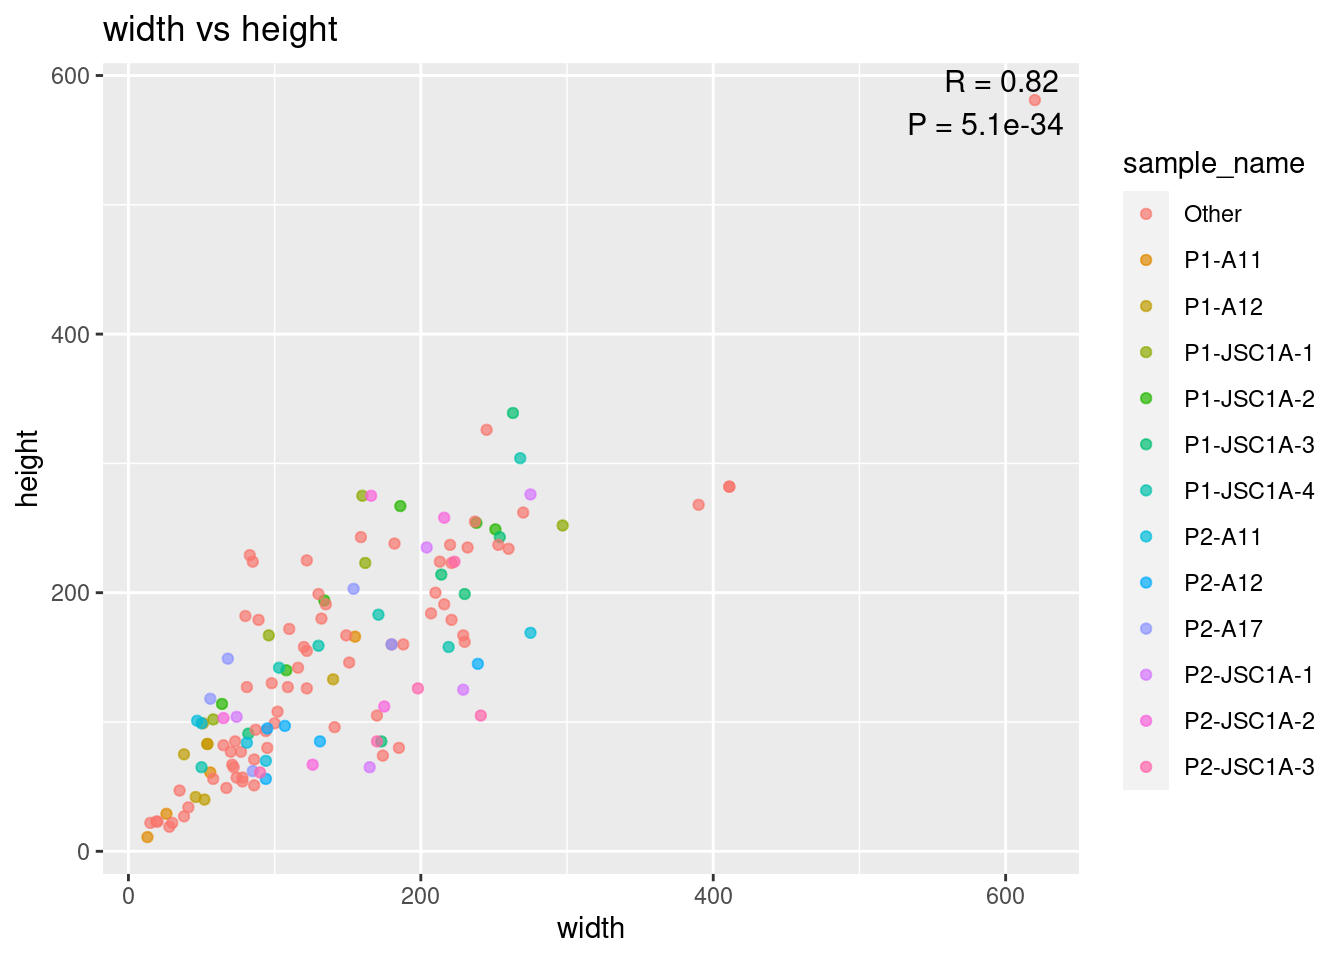 width vs height
600
400
200
0
height
R = 0.82
P = 5.1e-34
0
200
400
600
width
sample_name
Other
P1-A11
P1-A12
P1-JSC1A-1
P1-JSC1A-2
P1-JSC1A-3
P1-JSC1A-4
P2-A11
P2-A12
P2-A17
P2-JSC1A-1
P2-JSC1A-2
P2-JSC1A-3